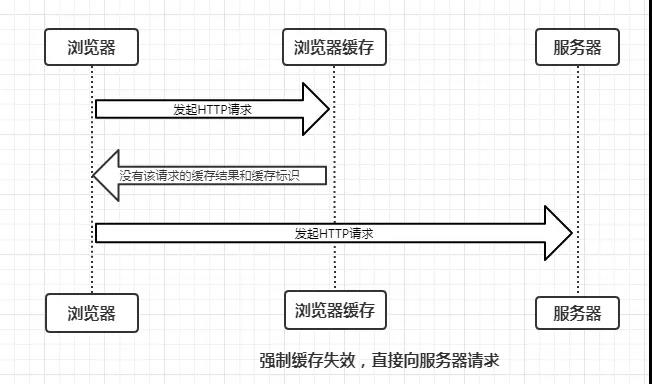 浏览器
浏览器缓存
服务器
发起HTTP请求
没有该请求的缓存结果和缓存标识
发起HTTP请求
浏览器
浏览器缓存
服务器
强制缓存失效，直接向服务器请求